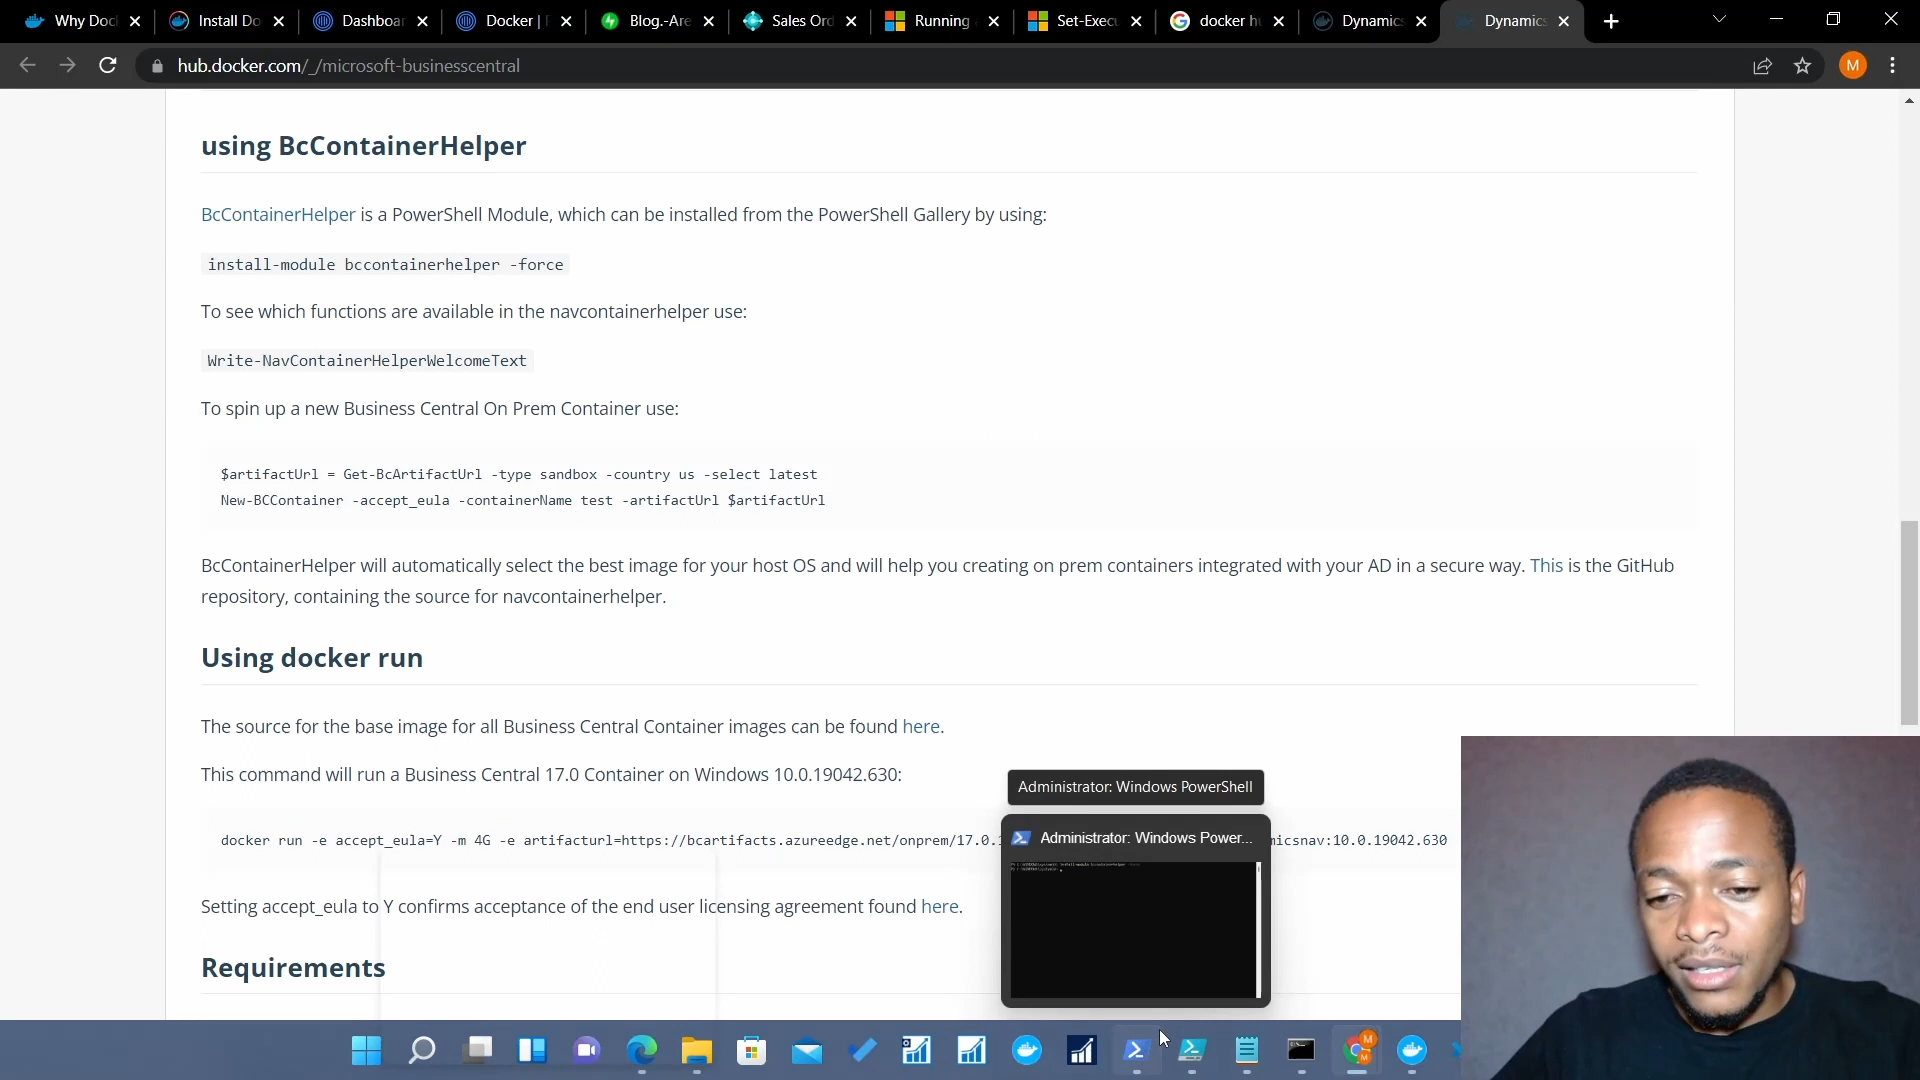 Why Doc
Install Do
Dashboar
Docker | F
Blog.-Are
Sales Ord
Running
Set-Execu
docker h
Dynamics
Dynamics
hub.docker.com/_/microsoft-businesscentral
M
using BcContainerHelper
BcContainerHelper is a PowerShell Module, which can be installed from the PowerShell Gallery by using:
install-module bccontainerhelper -force
To see which functions are available in the navcontainerhelper use:
Write-NavContainerHelperWelcomeText
To spin up a new Business Central On Prem Container use:
$artifactUrl = Get-BcArtifactUrl -type sandbox -country us -select latest
New-BCContainer -accept_eula -containerName test -artifactUrl $artifactUrl
BcContainerHelper will automatically select the best image for your host OS and will help you creating on prem containers integrated with your AD in a secure way. This is the GitHub
repository, containing the source for navcontainerhelper.
Using docker run
The source for the base image for all Business Central Container images can be found here.
This command will run a Business Central 17.0 Container on Windows 10.0.19042.630:
Administrator: Windows PowerShell
Administrator: Windows Power...
docker run -e accept_eula=Y -m 4G -e artifacturl=https://bcartifacts.azureedge.net/onprem/17.0.1 micsnav:10.0.19042.630
Setting accept_eula to Y confirms acceptance of the end user licensing agreement found here.
Requirements